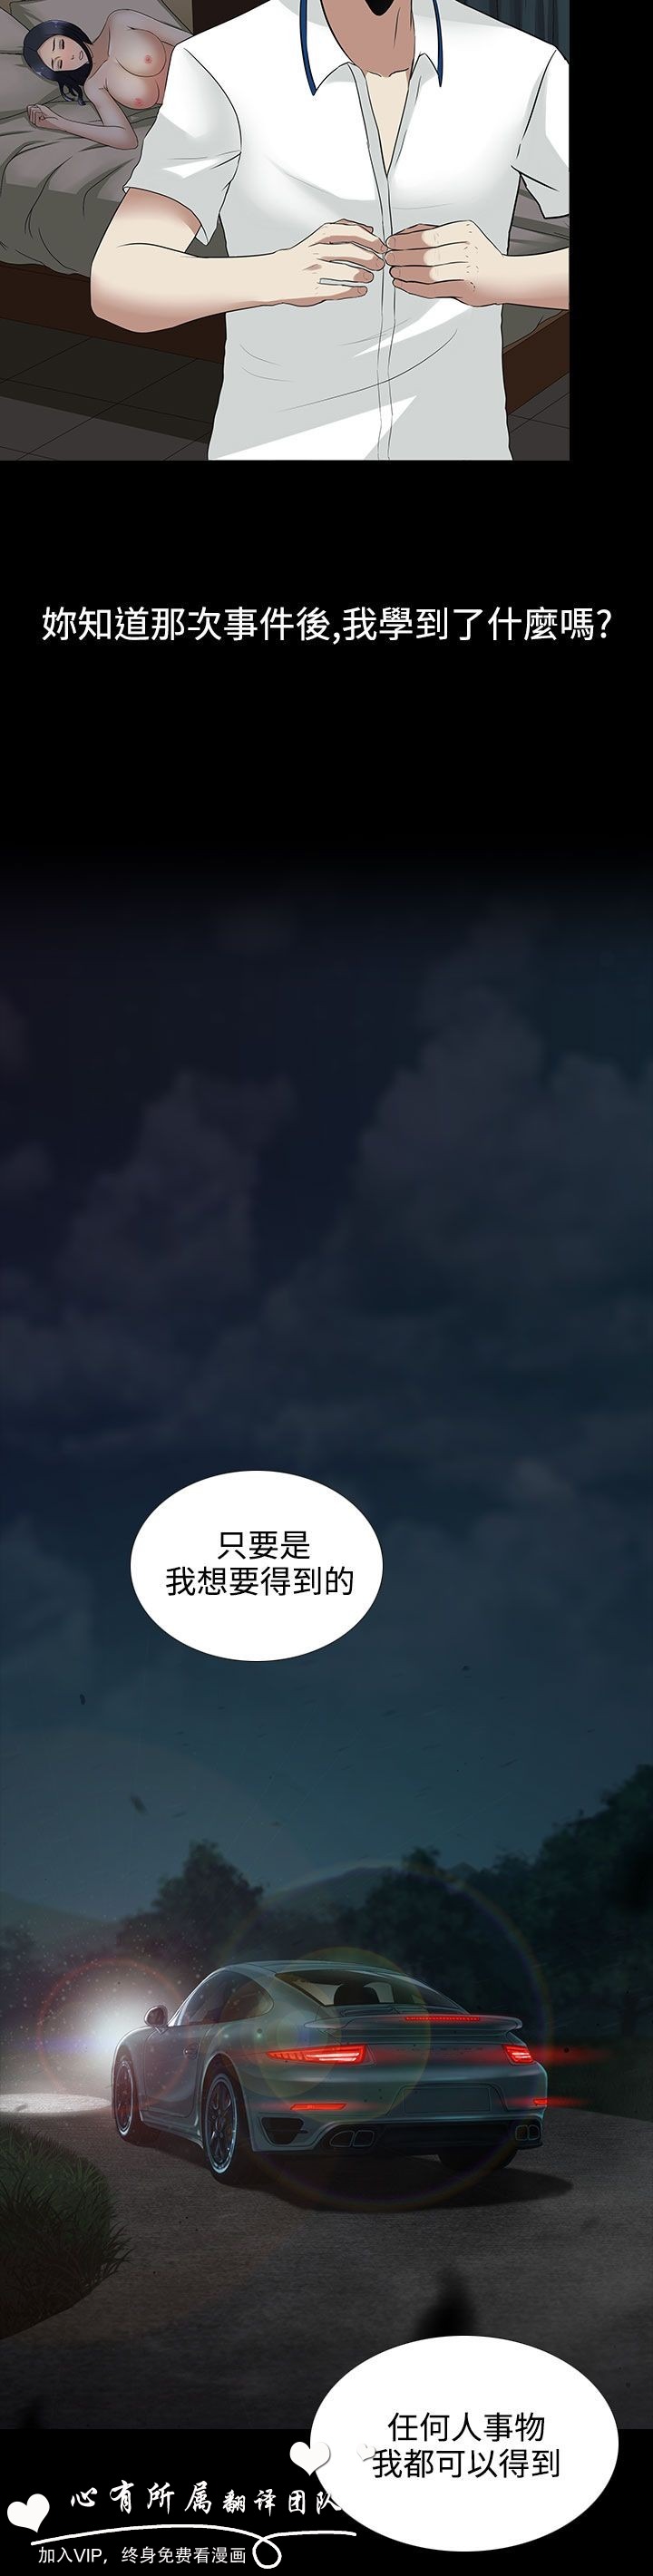 妳知道那次事件後,我學到了什麼嗎?
只要是
我想要得到的
任何人事物
我都可以得到
心有所属翻译团队
加入VIP，终身免费看漫画